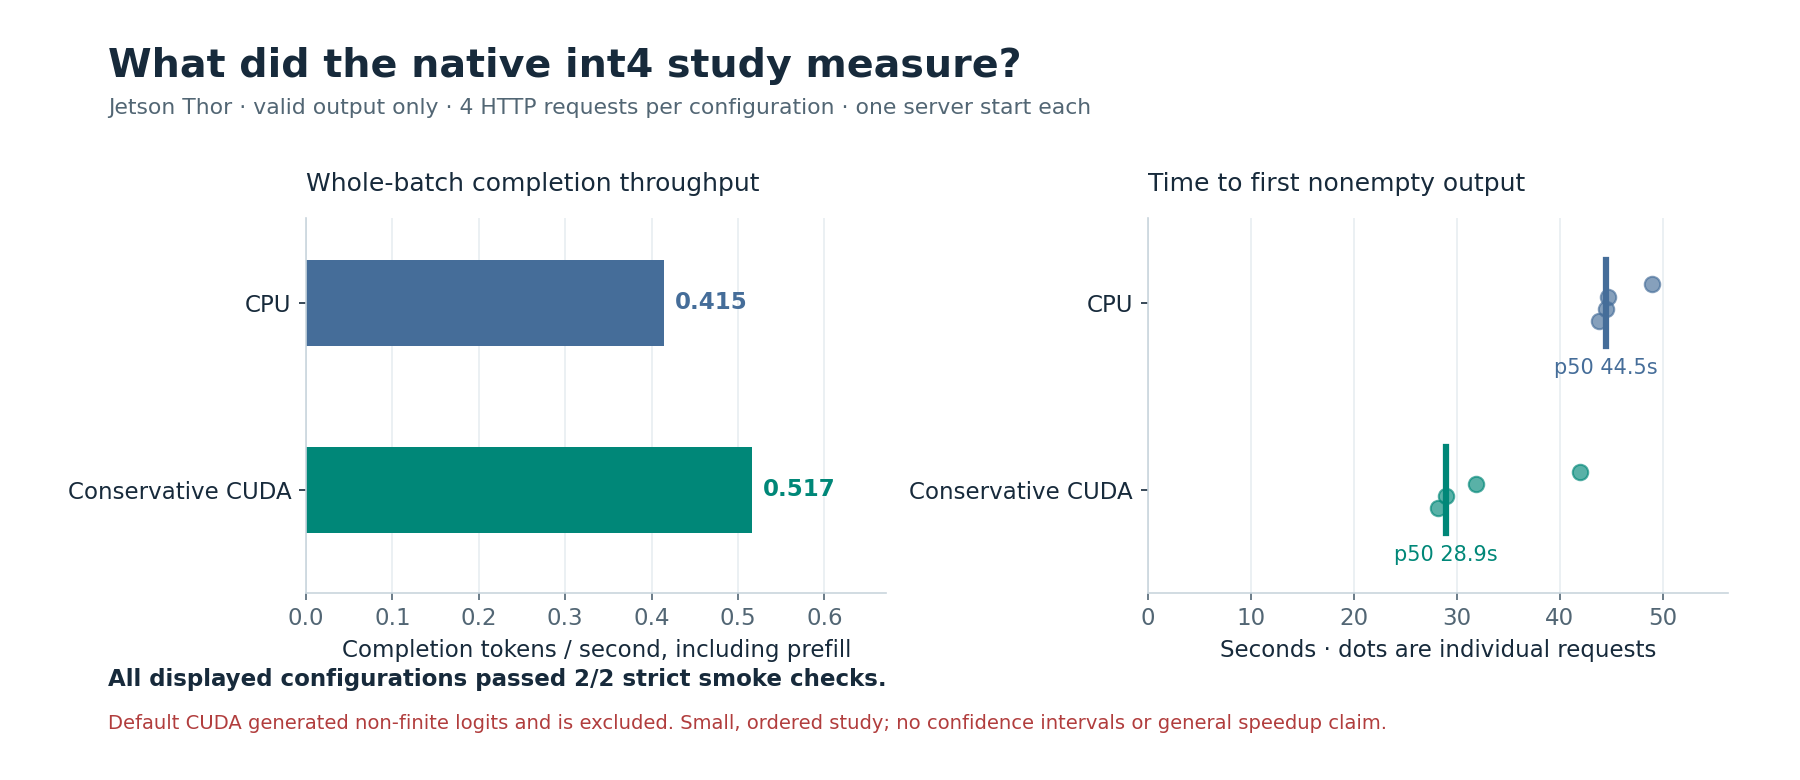 What did the native int4 study measure?
Jetson Thor · valid output only · 4 HTTP requests per configuration · one server start each
Whole-batch completion throughput
CPU
0.415
Conservative CUDA
0.517
0.0 0.1 0.2 0.3 0.4 0.5 0.6
Completion tokens / second, including prefill
Time to first nonempty output
CPU
p50 44.5s
Conservative CUDA
p50 28.9s
0 10 20 30 40 50
Seconds · dots are individual requests
All displayed configurations passed 2/2 strict smoke checks.
Default CUDA generated non-finite logits and is excluded. Small, ordered study; no confidence intervals or general speedup claim.